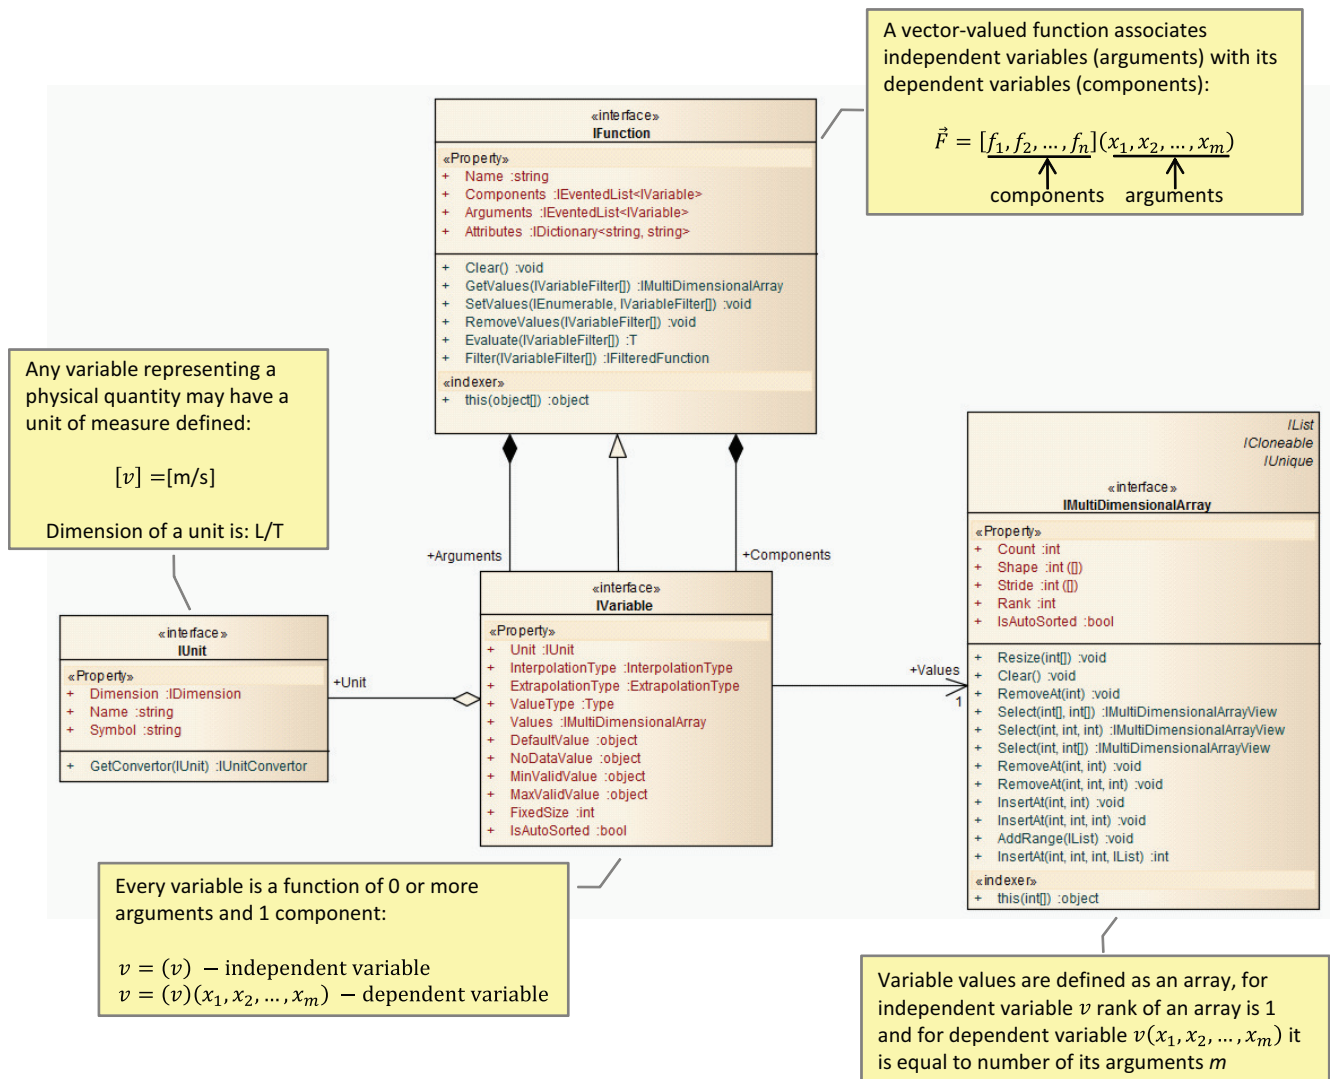 A vector-valued function associates
independent variables (arguments) with its
dependent variables (components):
F⃗ = [f₁, f₂, … , fₙ](x₁, x₂, … , xₘ)
components arguments
«interface»
IFunction
«Property»
+ Name :string
+ Components :IEventedList<IVariable>
+ Arguments :IEventedList<IVariable>
+ Attributes :IDictionary<string, string>
+ Clear() :void
+ GetValues(IVariableFilter[]) :IMultiDimensionalArray
+ SetValues(IEnumerable, IVariableFilter[]) :void
+ RemoveValues(IVariableFilter[]) :void
+ Evaluate(IVariableFilter[]) :T
+ Filter(IVariableFilter[]) :IFilteredFunction
«indexer»
+ this(object[]) :object
Any variable representing a
physical quantity may have a
unit of measure defined:
[v] =[m/s]
Dimension of a unit is: L/T
+Arguments
+Components
«interface»
IUnit
«Property»
+ Dimension :IDimension
+ Name :string
+ Symbol :string
+ GetConvertor(IUnit) :IUnitConvertor
+Unit
«interface»
IVariable
«Property»
+ Unit :IUnit
+ InterpolationType :InterpolationType
+ ExtrapolationType :ExtrapolationType
+ ValueType :Type
+ Values :IMultiDimensionalArray
+ DefaultValue :object
+ NoDataValue :object
+ MinValidValue :object
+ MaxValidValue :object
+ FixedSize :int
+ IsAutoSorted :bool
+Values
1
IList
ICloneable
IUnique
«interface»
IMultiDimensionalArray
«Property»
+ Count :int
+ Shape :int ([])
+ Stride :int ([])
+ Rank :int
+ IsAutoSorted :bool
+ Resize(int[]) :void
+ Clear() :void
+ RemoveAt(int) :void
+ Select(int[], int[]) :IMultiDimensionalArrayView
+ Select(int, int, int) :IMultiDimensionalArrayView
+ Select(int, int[]) :IMultiDimensionalArrayView
+ RemoveAt(int, int) :void
+ RemoveAt(int, int, int) :void
+ InsertAt(int, int) :void
+ InsertAt(int, int, int) :void
+ AddRange(IList) :void
+ InsertAt(int, int, int, IList) :int
«indexer»
+ this(int[]) :object
Every variable is a function of 0 or more
arguments and 1 component:
v = (v) − independent variable
v = (v)(x₁, x₂, … , xₘ) − dependent variable
Variable values are defined as an array, for
independent variable v rank of an array is 1
and for dependent variable v(x₁, x₂, … , xₘ) it
is equal to number of its arguments m